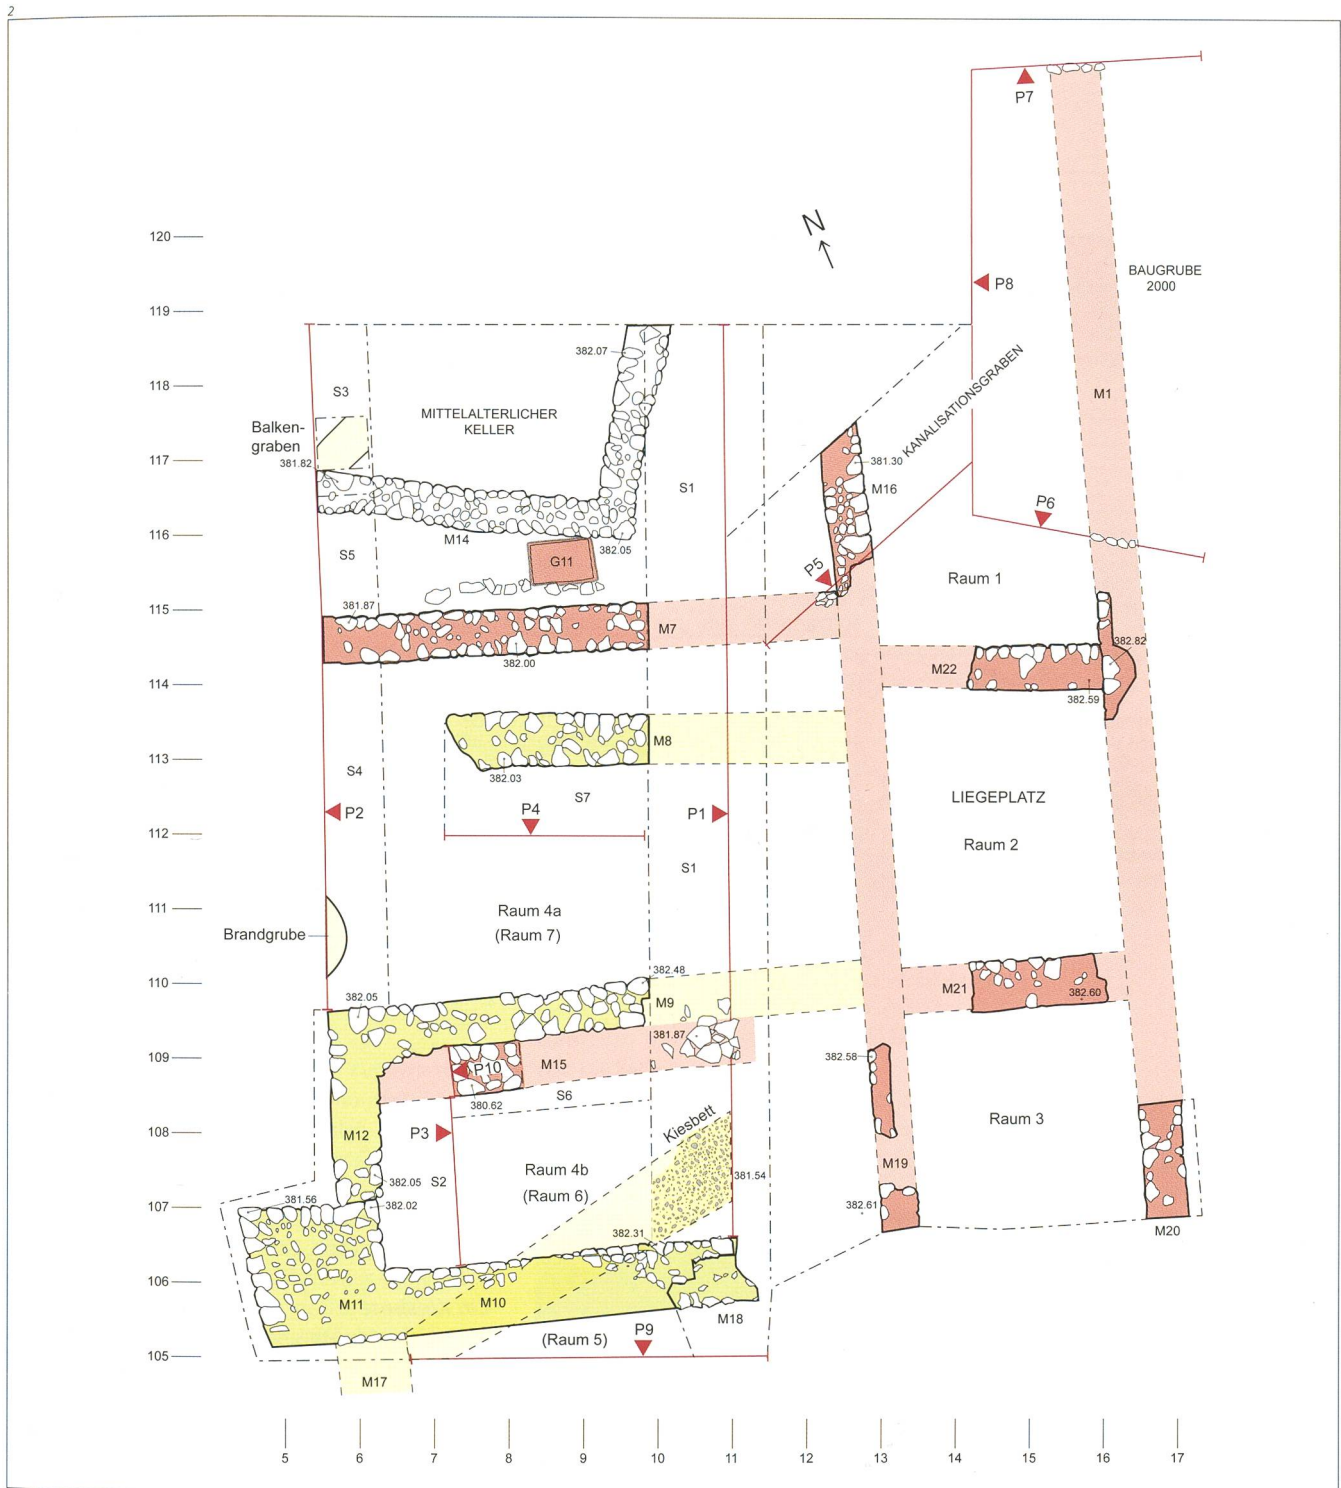 2
P7
N
120
BAUGRUBE
2000
P8
119
382.07
KANALISATIONSGRABEN
118
S3
MITTELALTERLICHER
KELLER
M1
Balken-
graben
117
381.82
381.30
M16
S1
P6
116
M14
382.05
S5
G11
P5
Raum 1
115
381.87
M7
382.82
382.00
M22
114
382.59
M8
113
382.03
S4
S7
LIEGEPLATZ
P2
P4
P1
112
Raum 2
S1
111
Raum 4a
(Raum 7)
Brandgrube
110
382.48
382.05
M9
M21
382.60
381.87
109
M15
382.58
P10
380.62
S6
Kiesbett
Raum 3
108
M12
P3
Raum 4b
(Raum 6)
M19
382.05
S2
381.54
107
381.56
382.02
382.61
M20
382.31
106
M11
M10
M18
P9
(Raum 5)
105
M17
5 6 7 8 9 10 11 12 13 14 15 16 17